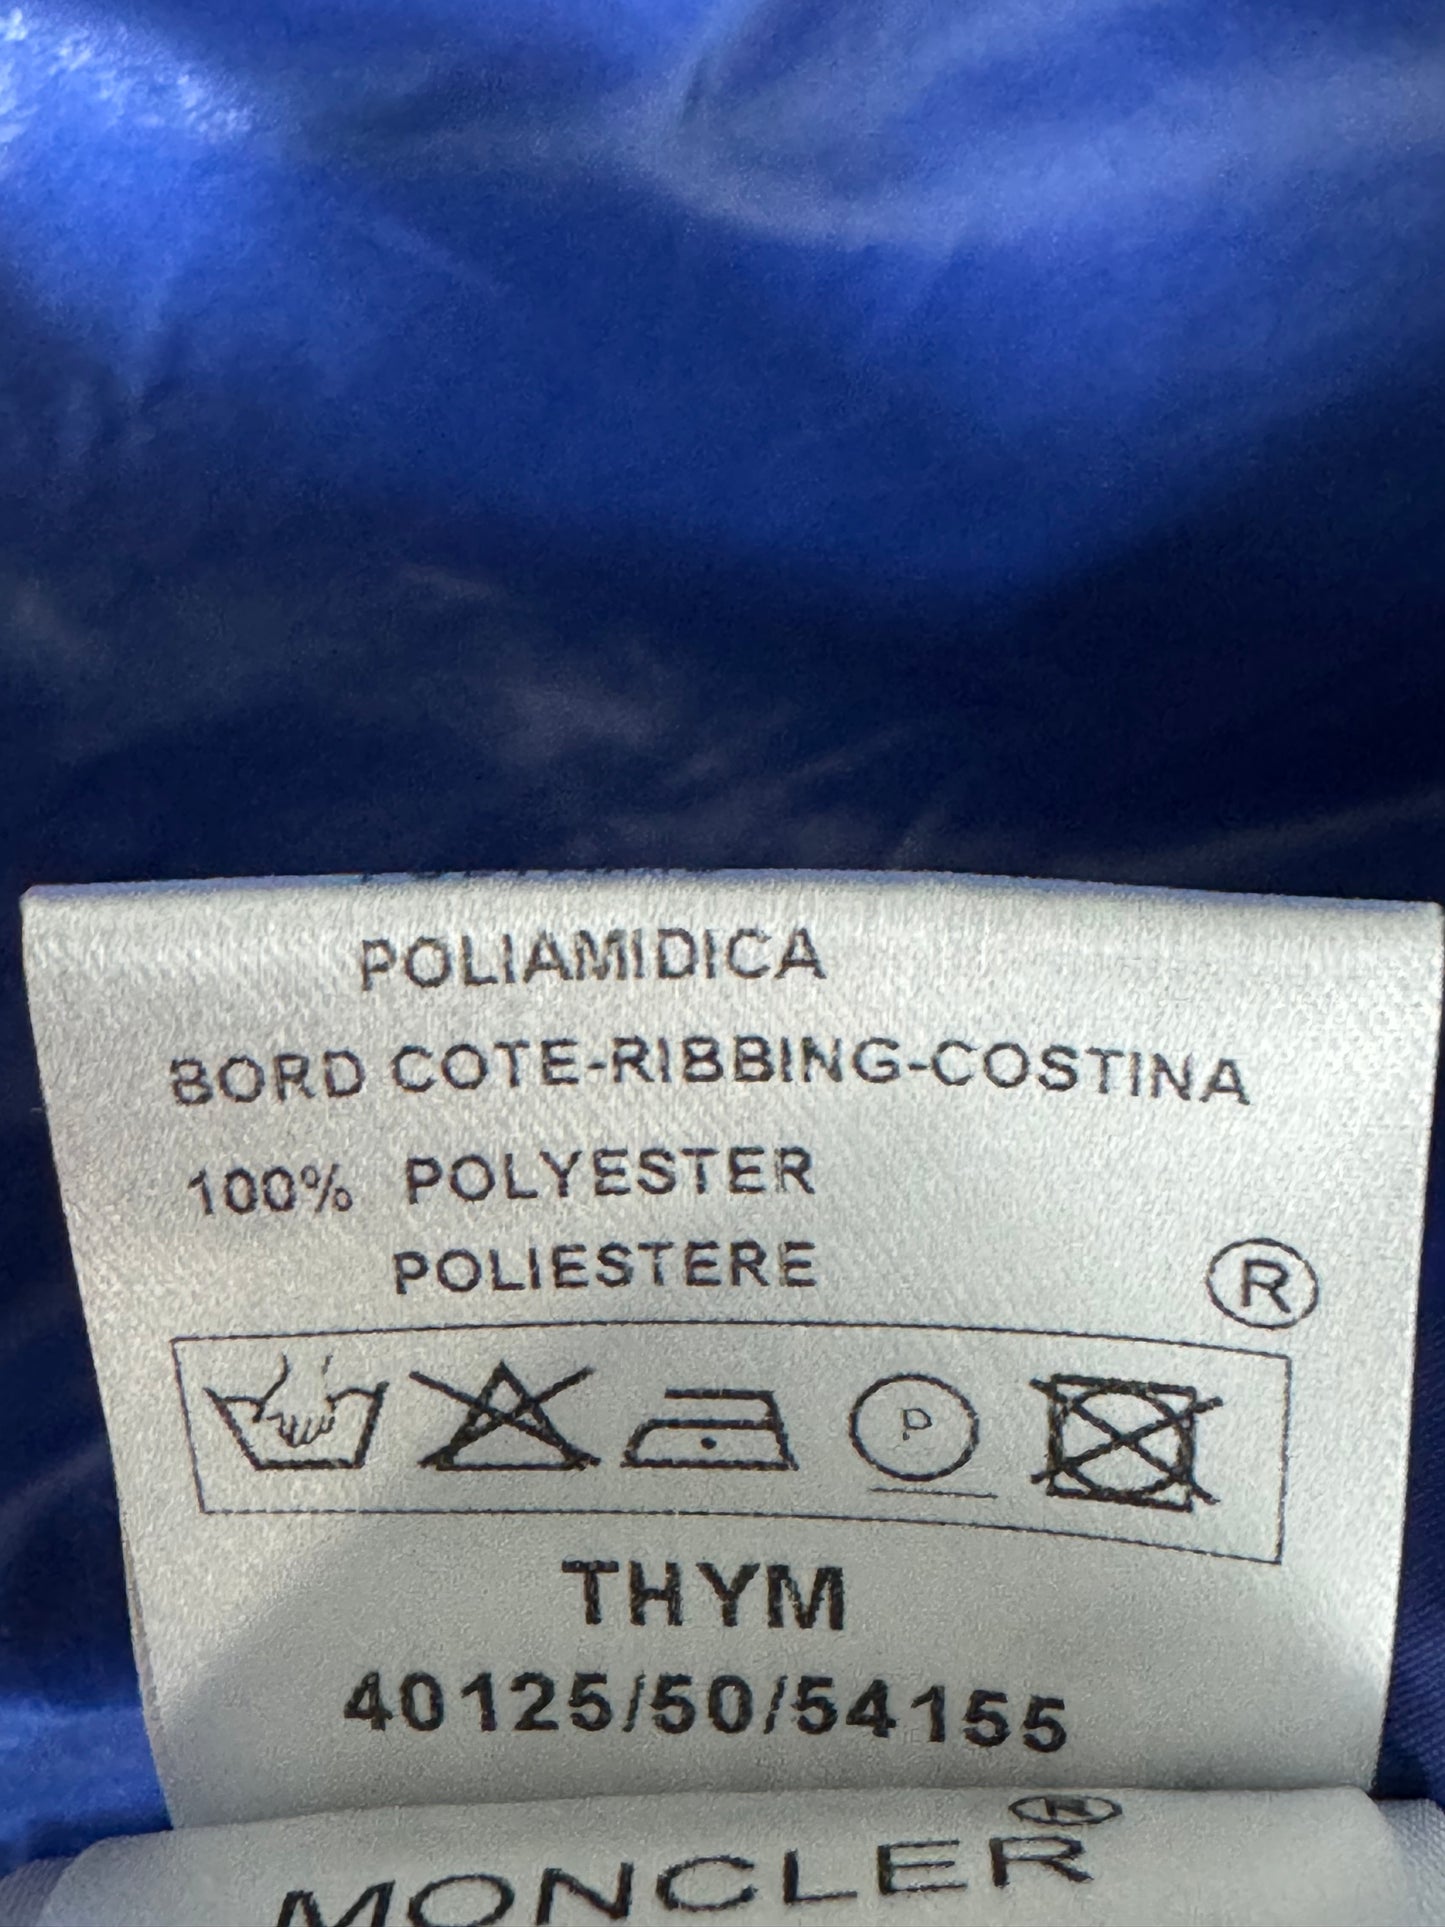 POLIAMIDICA
BORD COTE-RIBBING-COSTINA
100% POLYESTER
POLIESTERE
®
P
THYM
40125/50/54155
®
MONCLER